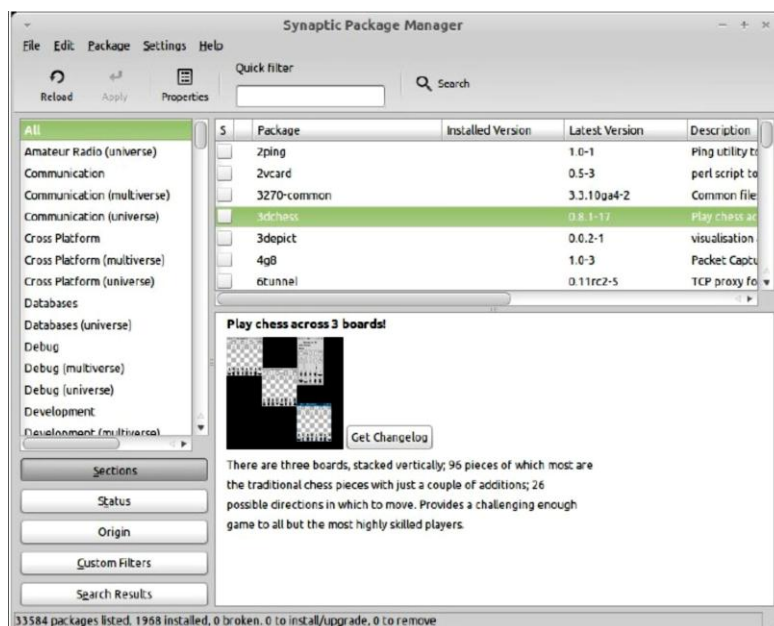 Synaptic Package Manager
File Edit Package Settings Help
Reload
Apply
Properties
Quick filter
Search
All
Amateur Radio (universe)
Communication
Communication (multiverse)
Communication (universe)
Cross Platform
Cross Platform (multiverse)
Cross Platform (universe)
Databases
Databases (universe)
Debug
Debug (multiverse)
Debug (universe)
Development
Development (multiverse)
S Package Installed Version Latest Version Description
2ping 1.0-1 Ping utility t
2vcard 0.5-3 perl script to
3270-common 3.3.10ga4-2 Common file
3dchess 0.8.1-17 Play chess ac
3depict 0.0.2-1 visualisation
4g8 1.0-3 Packet Captu
6tunnel 0.11rc2-5 TCP proxy fo
Play chess across 3 boards!
Get Changelog
There are three boards, stacked vertically; 96 pieces of which most are
the traditional chess pieces with just a couple of additions; 26
possible directions in which to move. Provides a challenging enough
game to all but the most highly skilled players.
Sections
Status
Origin
Custom Filters
Search Results
33584 packages listed, 1968 installed, 0 broken. 0 to install/upgrade, 0 to remove